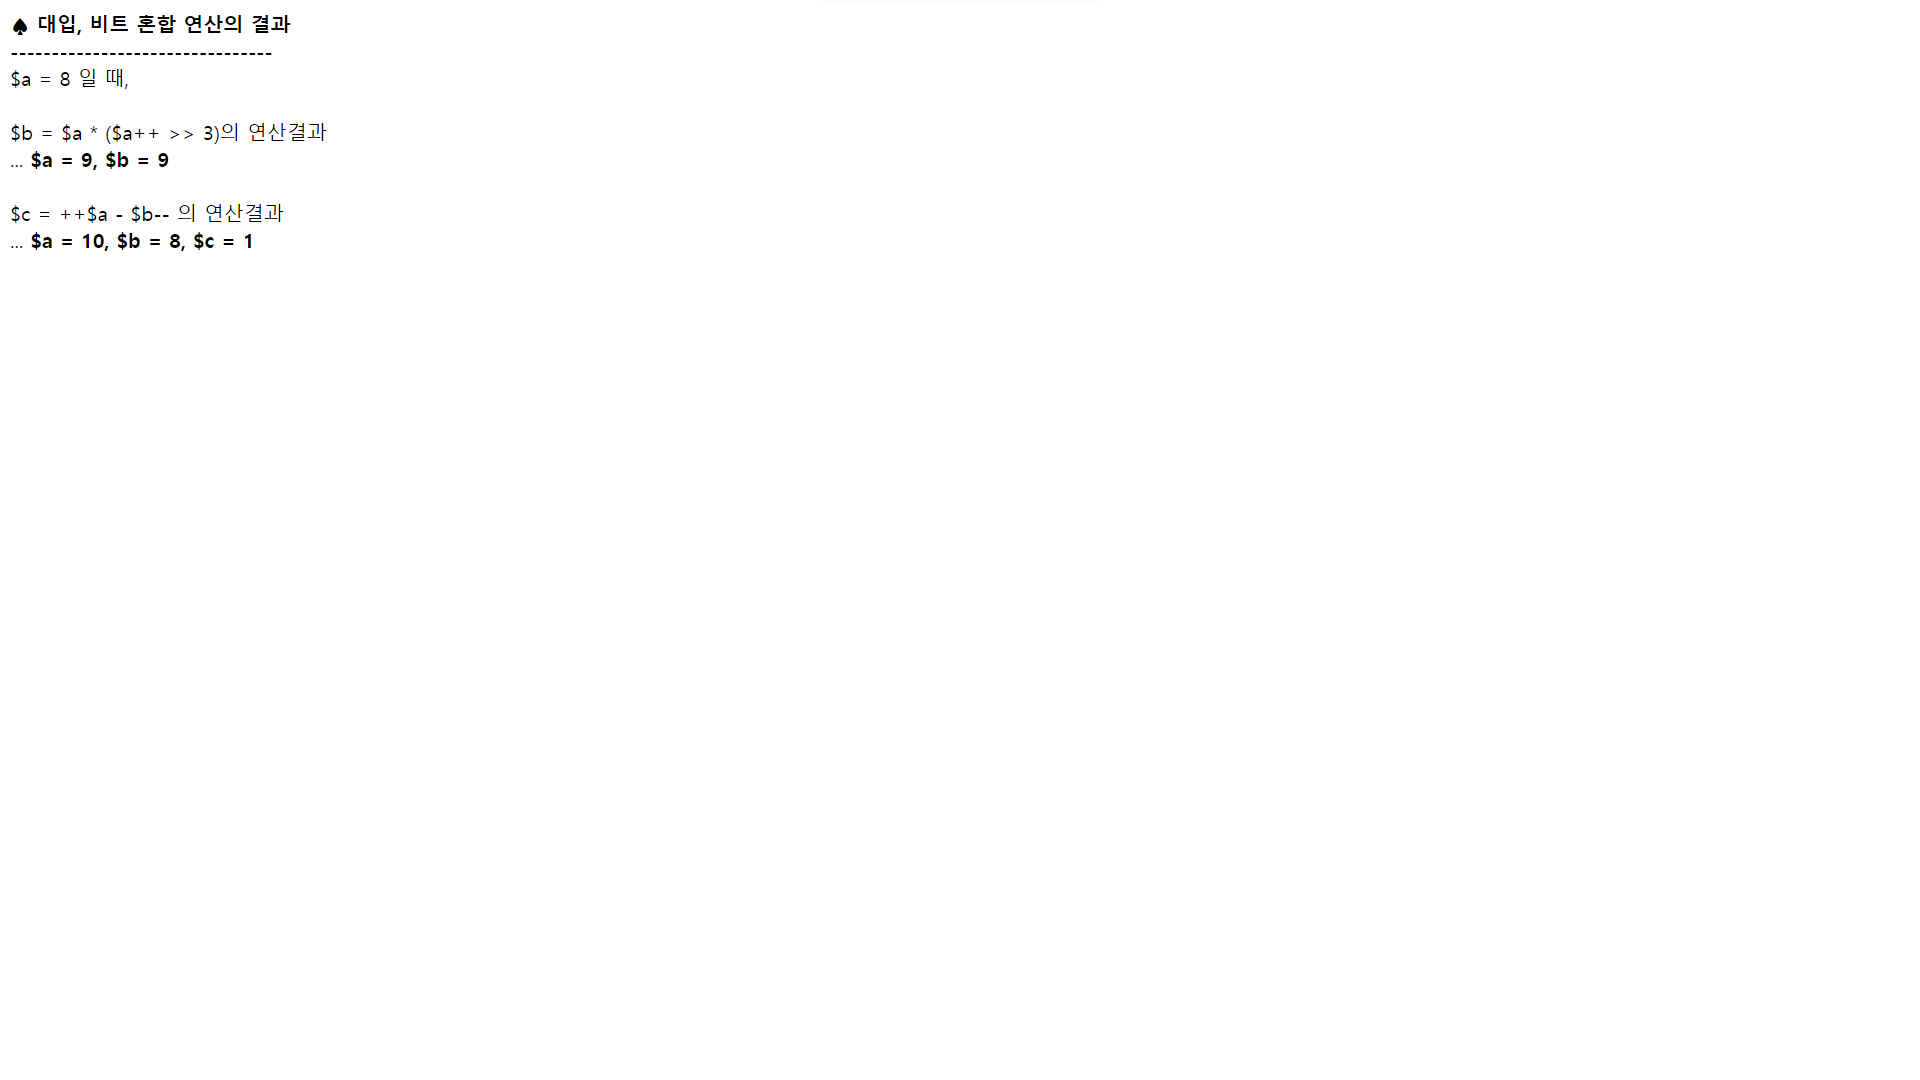 ♠ 대입, 비트 혼합 연산의 결과
--------------------------------
$a = 8 일 때,
$b = $a * ($a++ >> 3)의 연산결과
... $a = 9, $b = 9
$c = ++$a - $b-- 의 연산결과
... $a = 10, $b = 8, $c = 1